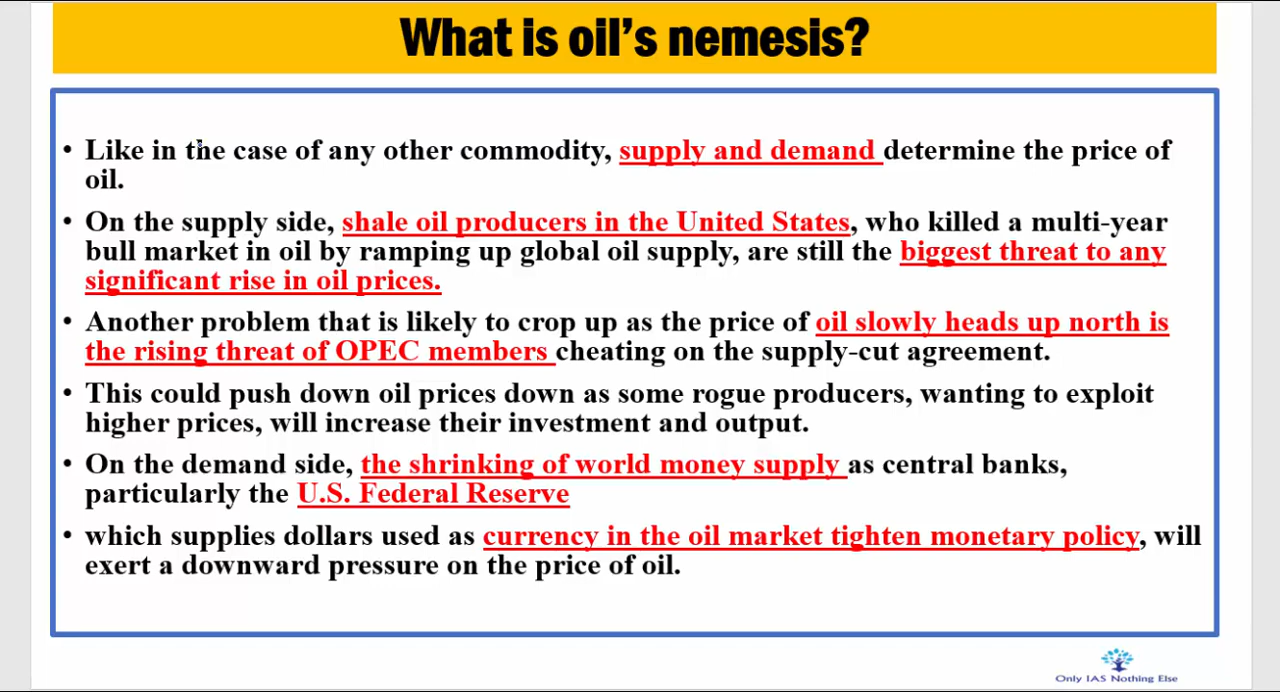 What is oil's nemesis?
• Like in the case of any other commodity, supply and demand determine the price of
oil.
• On the supply side, shale oil producers in the United States, who killed a multi-year
bull market in oil by ramping up global oil supply, are still the biggest threat to any
significant rise in oil prices.
• Another problem that is likely to crop up as the price of oil slowly heads up north is
the rising threat of OPEC members cheating on the supply-cut agreement.
• This could push down oil prices down as some rogue producers, wanting to exploit
higher prices, will increase their investment and output.
• On the demand side, the shrinking of world money supply as central banks,
particularly the U.S. Federal Reserve
• which supplies dollars used as currency in the oil market tighten monetary policy, will
exert a downward pressure on the price of oil.
Only IAS Nothing Else